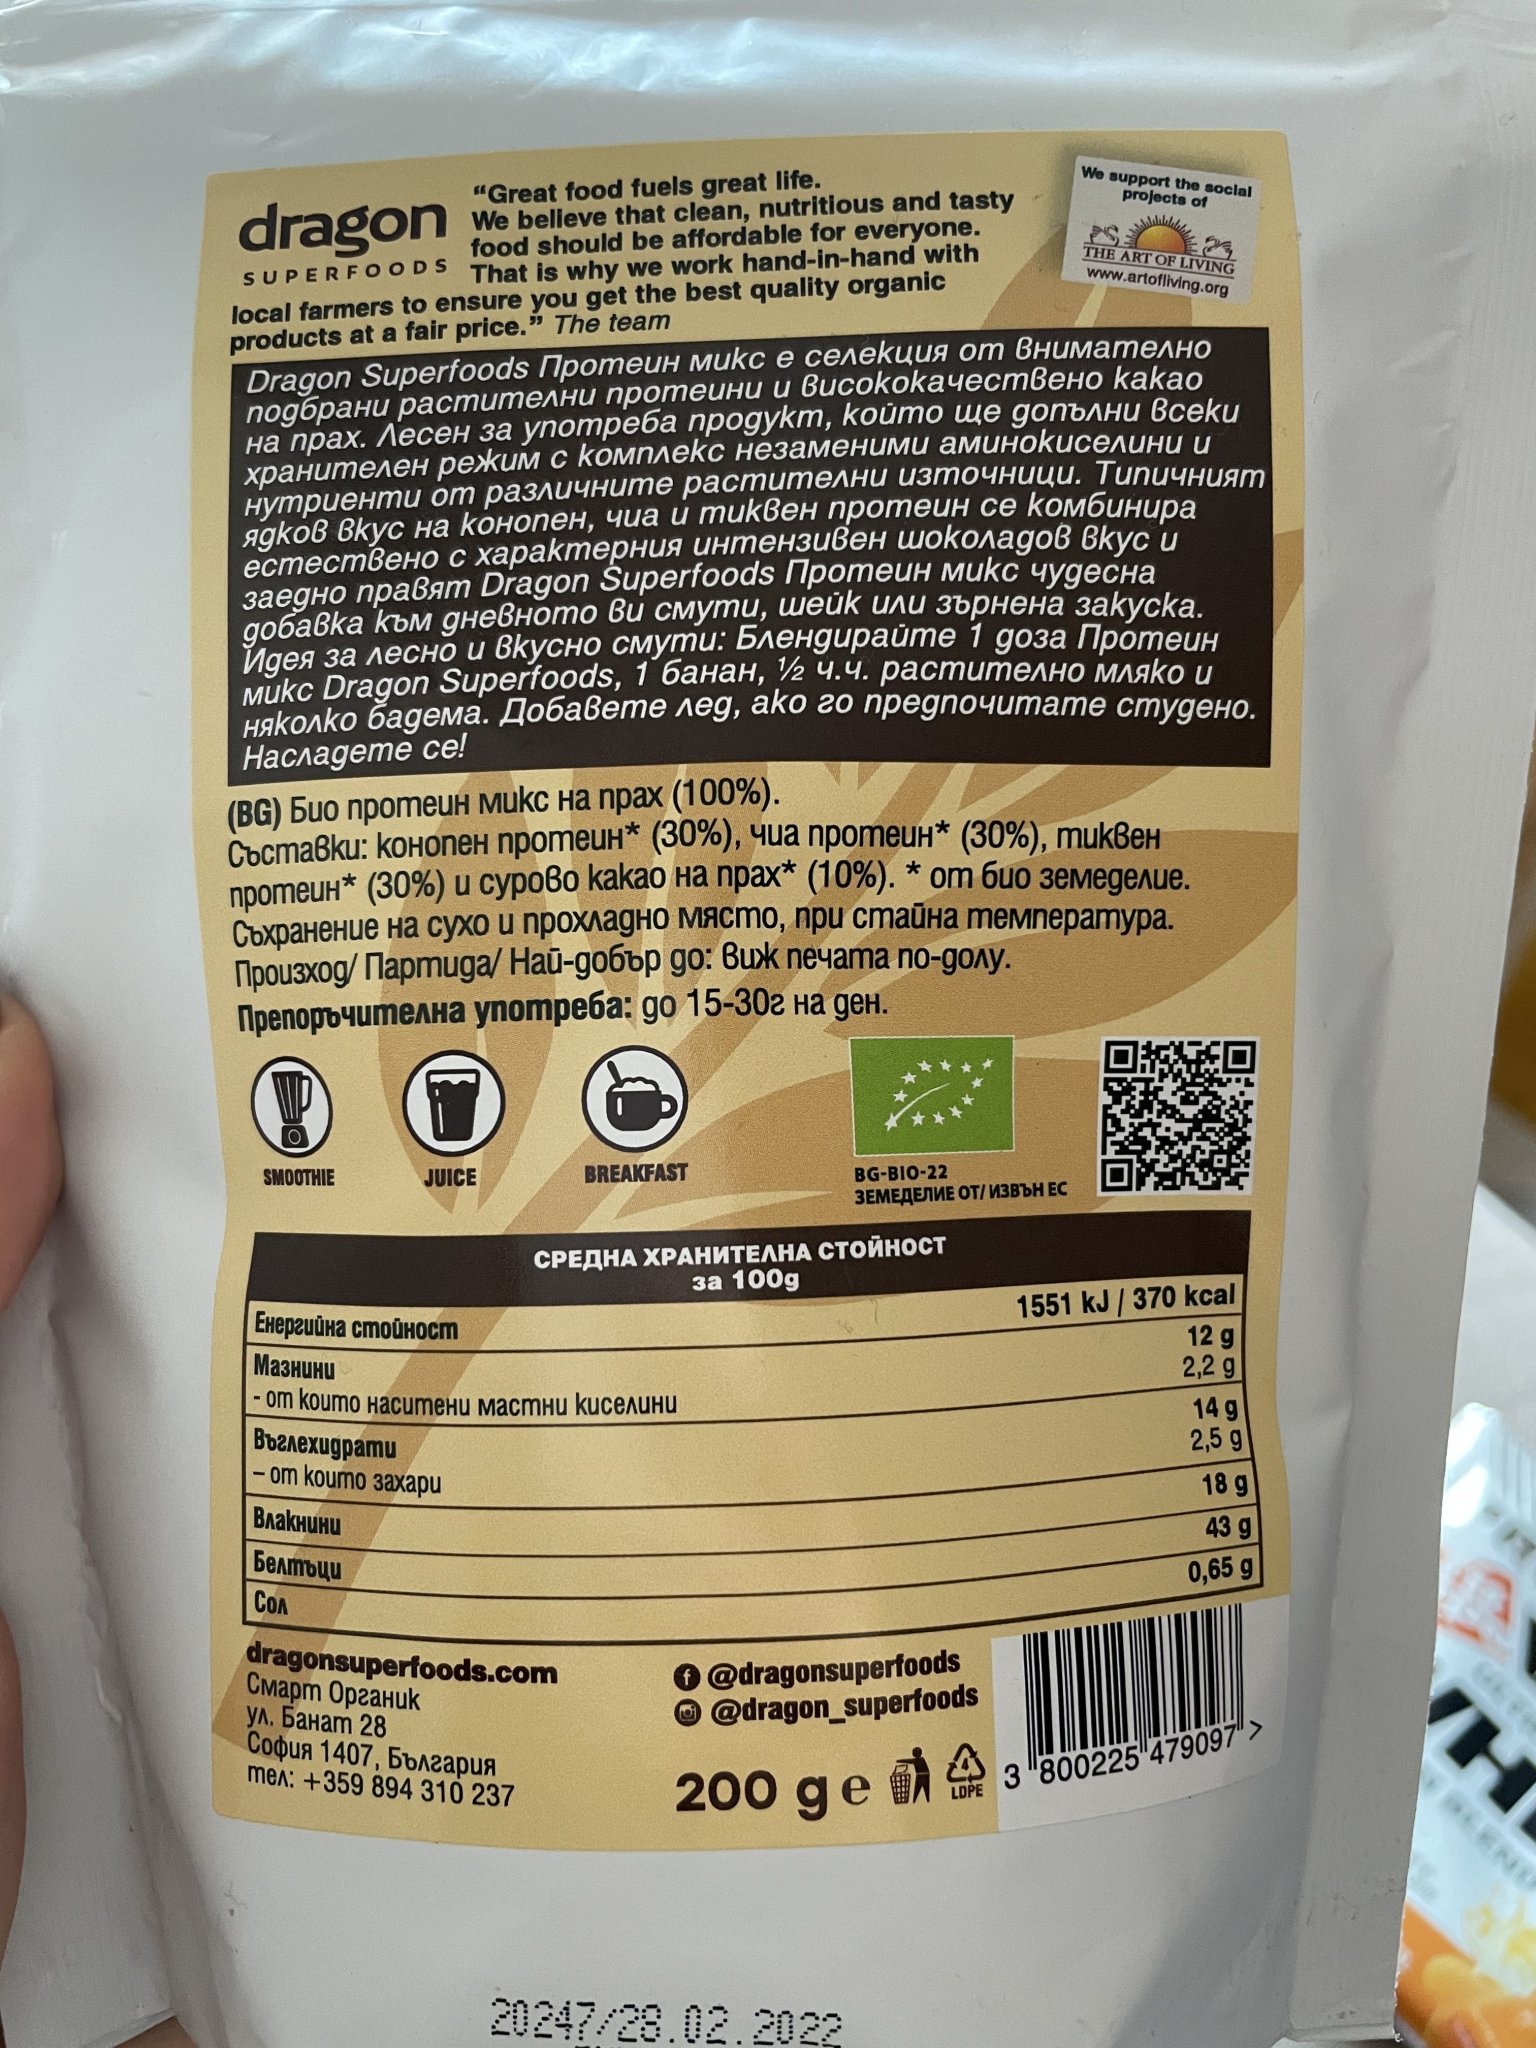 dragon
SUPERFOODS
“Great food fuels great life.
We believe that clean, nutritious and tasty
food should be affordable for everyone.
That is why we work hand-in-hand with
local farmers to ensure you get the best quality organic
products at a fair price.” The team
We support the social
projects of
THE ART OF LIVING
www.artofliving.org
Dragon Superfoods Протеин микс е селекция от внимателно
подбрани растителни протеини и висококачествено какао
на прах. Лесен за употреба продукт, който ще допълни всеки
хранителен режим с комплекс незаменими аминокиселини и
нутриенти от различните растителни източници. Типичният
ядков вкус на конопен, чиа и тиквен протеин се комбинира
естествено с характерния интензивен шоколадов вкус и
заедно правят Dragon Superfoods Протеин микс чудесна
добавка към дневното ви смути, шейк или зърнена закуска.
Идея за лесно и вкусно смути: Блендирайте 1 доза Протеин
микс Dragon Superfoods, 1 банан, ½ ч.ч. растително мляко и
няколко бадема. Добавете лед, ако го предпочитате студено.
Насладете се!
(BG) Био протеин микс на прах (100%).
Съставки: конопен протеин* (30%), чиа протеин* (30%), тиквен
протеин* (30%) и сурово какао на прах* (10%). * от био земеделие.
Съхранение на сухо и прохладно място, при стайна температура.
Произход/ Партида/ Най-добър до: виж печата по-долу.
Препоръчителна употреба: до 15-30г на ден.
SMOOTHIE
JUICE
BREAKFAST
BG-BIO-22
ЗЕМЕДЕЛИЕ ОТ/ ИЗВЪН ЕС
СРЕДНА ХРАНИТЕЛНА СТОЙНОСТ
за 100g
Енергийна стойност 1551 kJ / 370 kcal
Мазнини 12 g
- от които наситени мастни киселини 2,2 g
Въглехидрати 14 g
– от които захари 2,5 g
Влакнини 18 g
Белтъци 43 g
Сол 0,65 g
dragonsuperfoods.com
Смарт Органик
ул. Банат 28
София 1407, България
тел: +359 894 310 237
@dragonsuperfoods
@dragon_superfoods
200 g e
LDPE
3 800225 479097 >
20247/28.02.2022